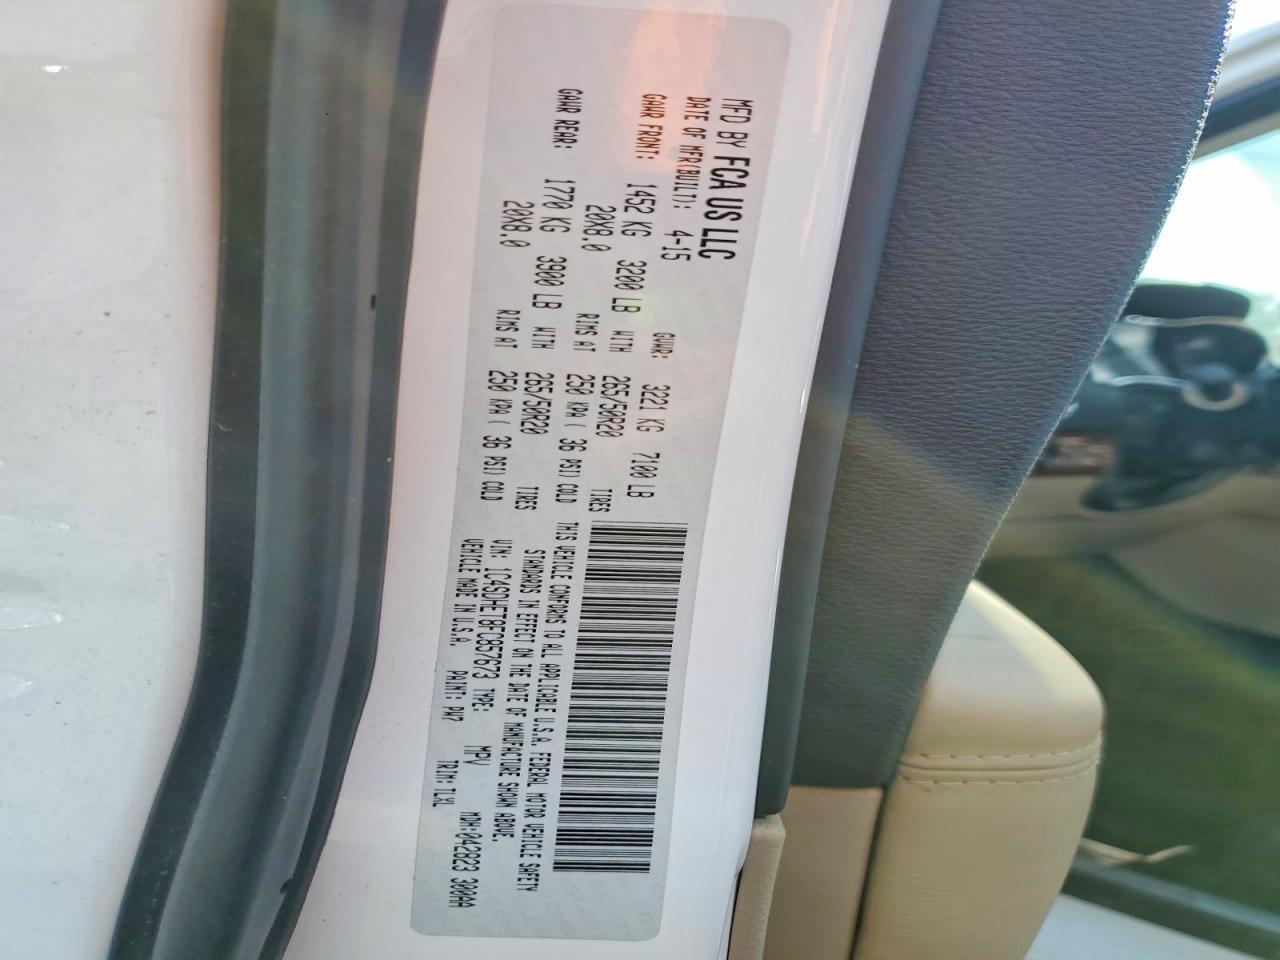 MFD BY FCA US LLC
DATE OF MFR(BUILT): 4-15 GVWR: 3221 KG 7100 LB
GAWR FRONT: 1452 KG 3200 LB WITH 265/50R20 TIRES
20X8.0 RIMS AT 250 KPA ( 36 PSI) COLD
GAWR REAR: 1770 KG 3900 LB WITH 265/50R20 TIRES
20X8.0 RIMS AT 250 KPA ( 36 PSI) COLD
THIS VEHICLE CONFORMS TO ALL APPLICABLE U.S.A. FEDERAL MOTOR VEHICLE SAFETY
STANDARDS IN EFFECT ON THE DATE OF MANUFACTURE SHOWN ABOVE.
VIN: 1C4SDHET8FC857673 TYPE: MPV MDH:042823 300AA
VEHICLE MADE IN U.S.A. PAINT: PW7 TRIM: TLXL